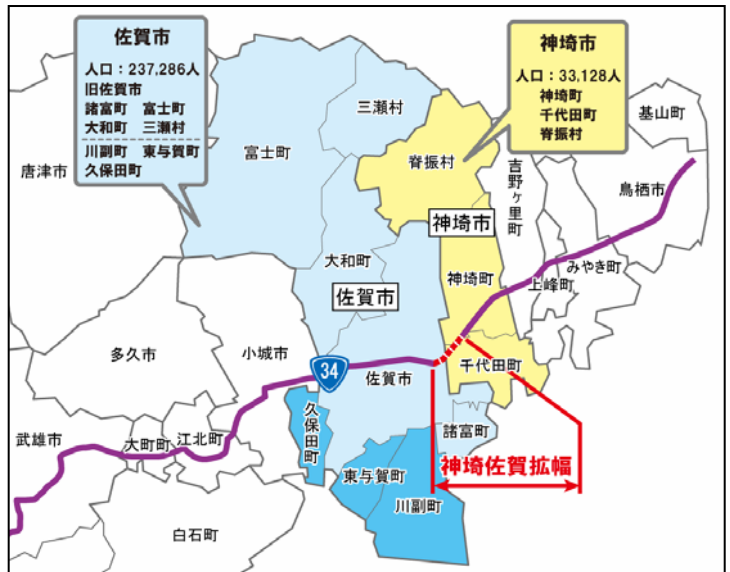 佐賀市
人口：237,286人
旧佐賀市
諸富町　富士町
大和町　三瀬村
川副町　東与賀町
久保田町
神埼市
人口：33,128人
神埼町
千代田町
脊振村
三瀬村
基山町
唐津市
富士町
脊振村
吉野ヶ里町
鳥栖市
神埼市
大和町
みやき町
神埼町
上峰町
佐賀市
多久市
小城市
34
佐賀市
千代田町
久保田町
諸富町
武雄市
大町町
江北町
神埼佐賀拡幅
東与賀町
川副町
白石町